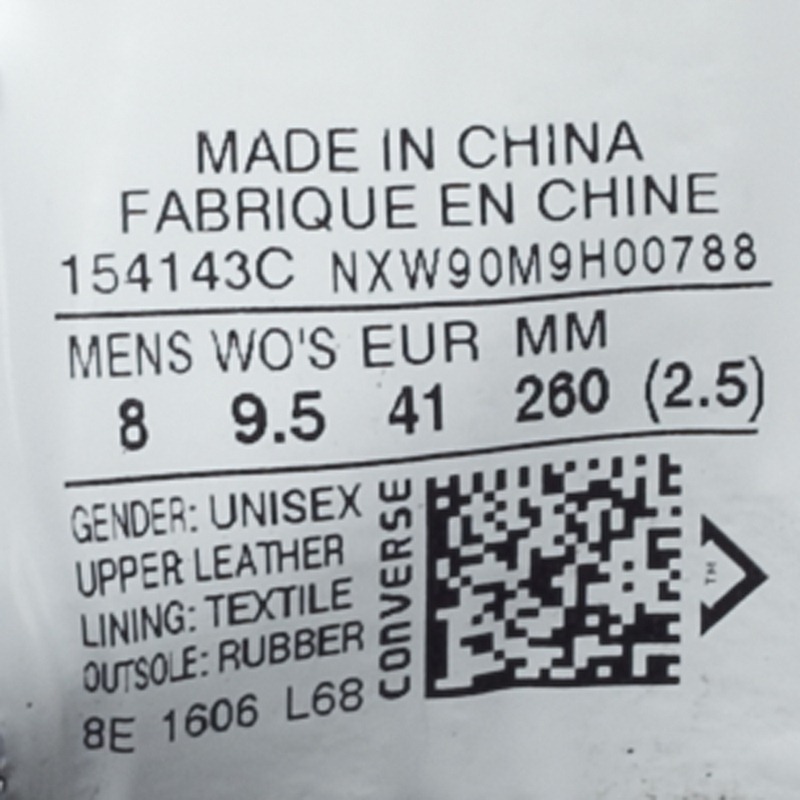 MADE IN CHINA
FABRIQUE EN CHINE
154143C NXW90M9H00788
MENS WO'S EUR MM
8 9.5 41 260 (2.5)
GENDER: UNISEX
UPPER LEATHER
LINING: TEXTILE
OUTSOLE: RUBBER
8E 1606 L68
CONVERSE
TM